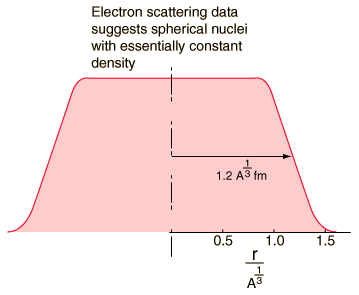 Electron scattering data
suggests spherical nuclei
with essentially constant
density
1.2 A^{1/3} fm
0.5 1.0 1.5
r
A^{1/3}